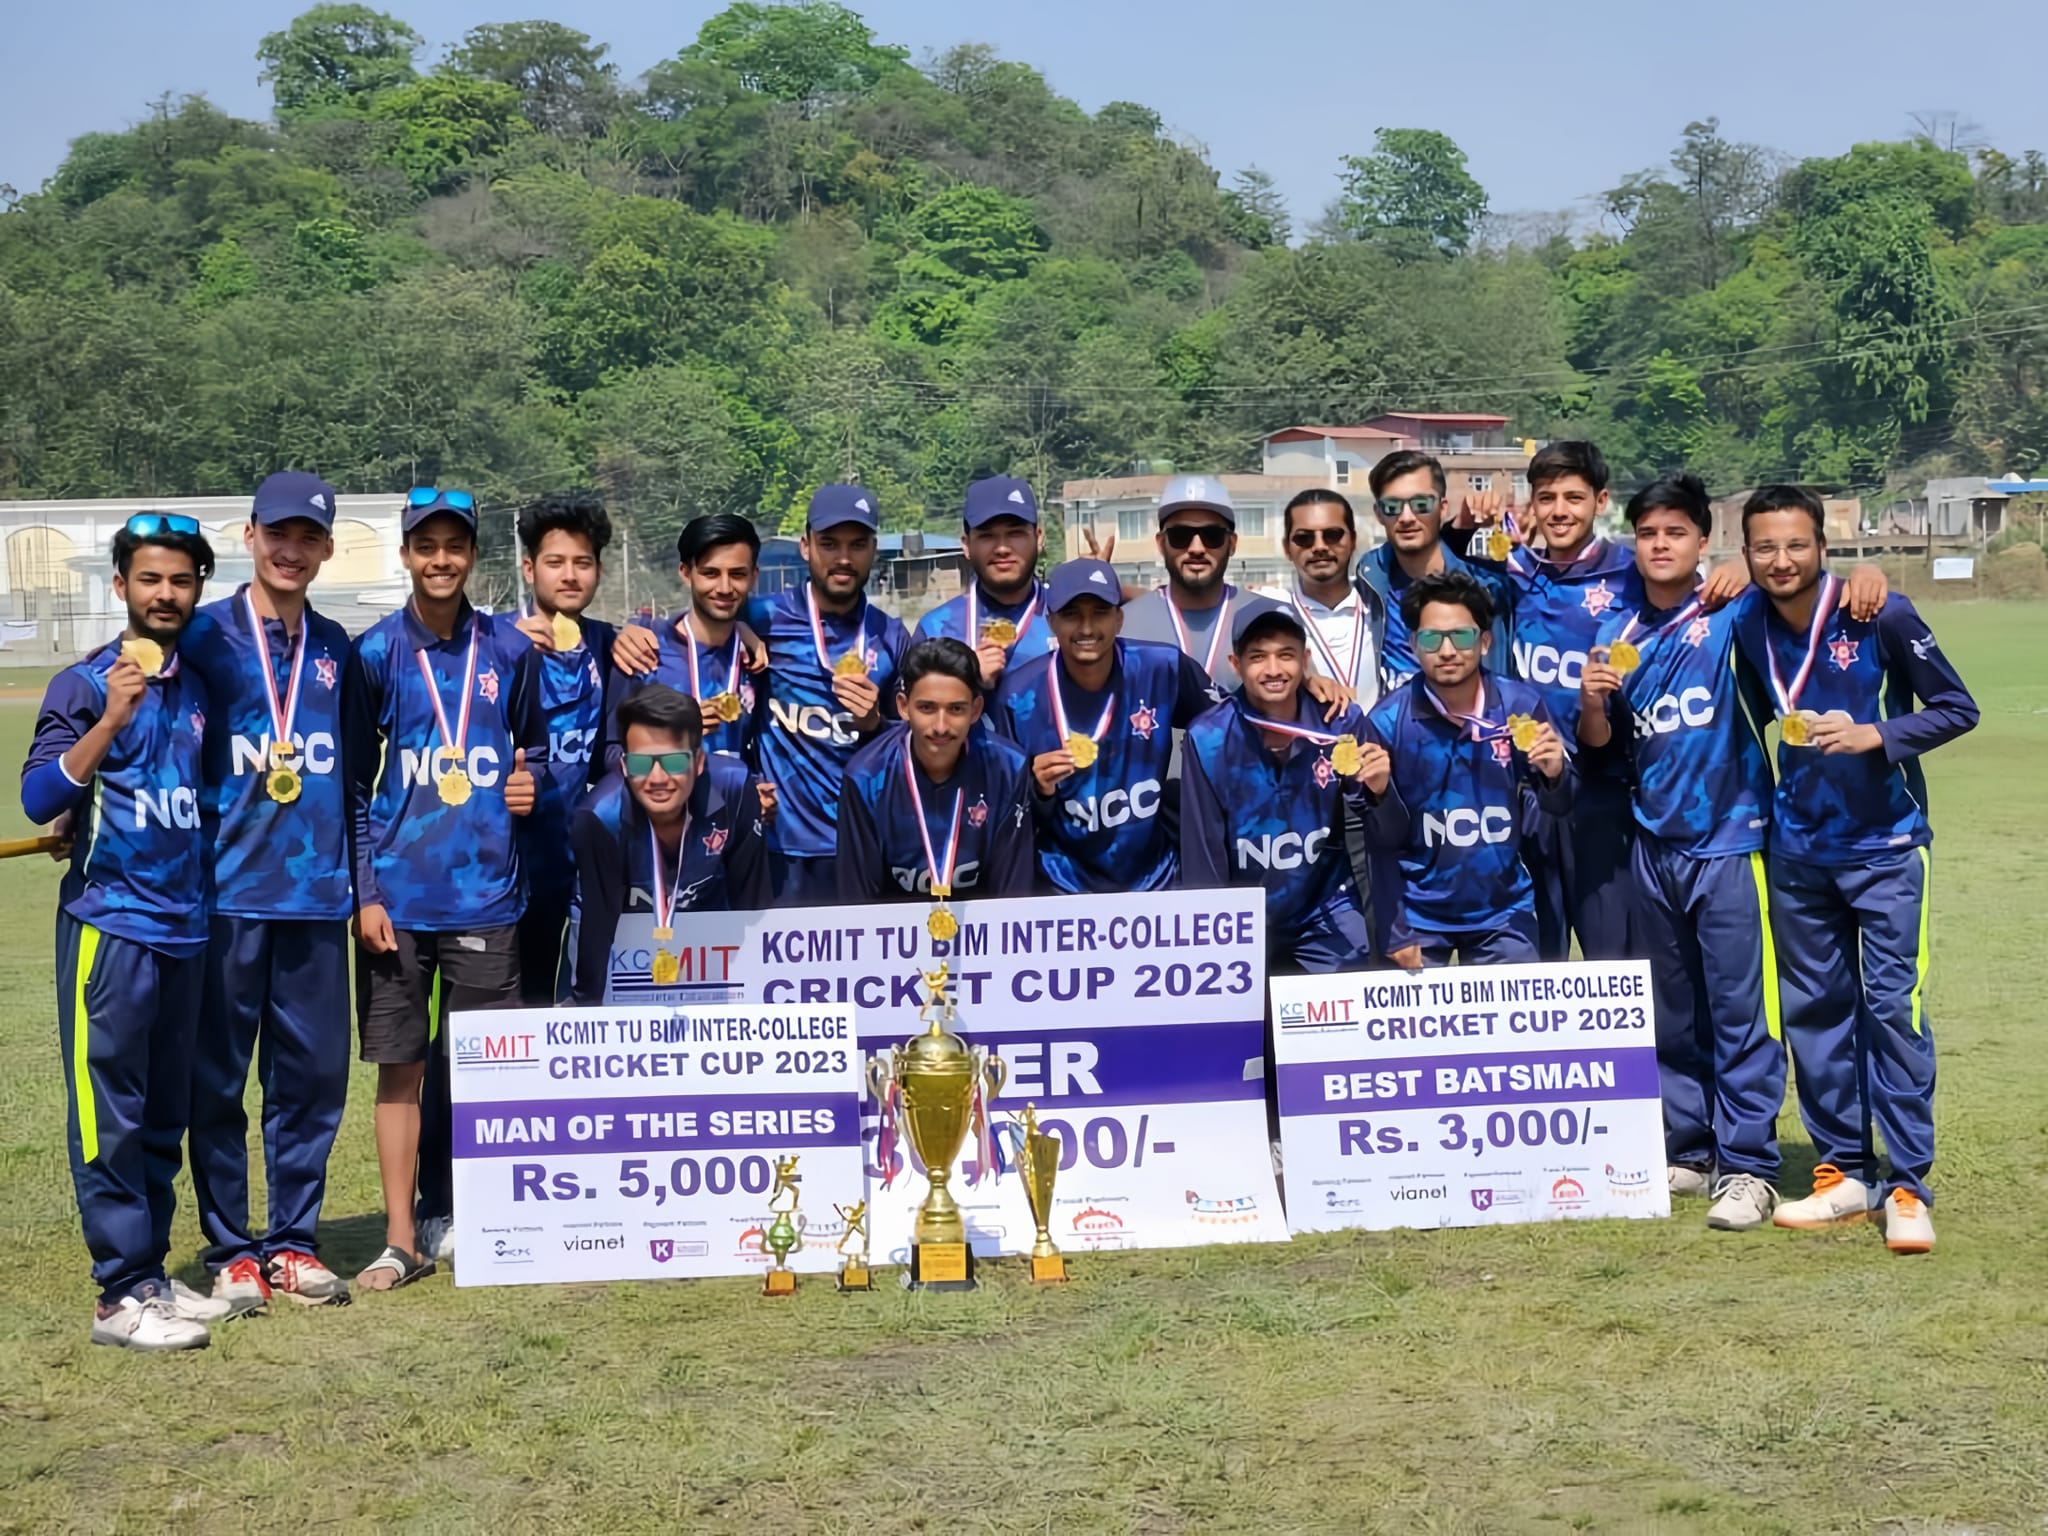 NCC
NCC
NCC
NCC
NCC
NCC
NCC
NCC
NCC
NCC
KCMIT
KCMIT TU BIM INTER-COLLEGE
CRICKET CUP 2023
KCMIT
KCMIT TU BIM INTER-COLLEGE
CRICKET CUP 2023
MAN OF THE SERIES
Rs. 5,000/-
vianet
K
KCMIT
KCMIT TU BIM INTER-COLLEGE
CRICKET CUP 2023
BEST BATSMAN
Rs. 3,000/-
vianet
K